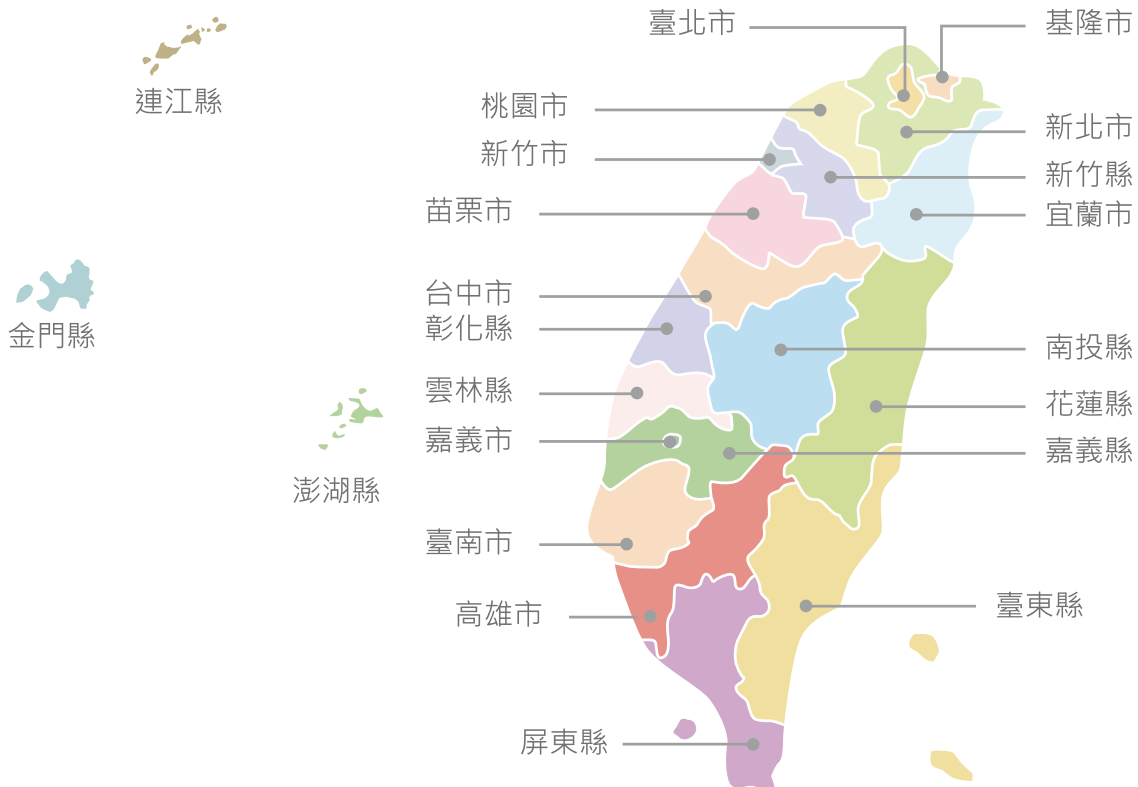 臺北市
基隆市
連江縣
桃園市
新北市
新竹市
新竹縣
苗栗市
宜蘭市
台中市
彰化縣
金門縣
南投縣
雲林縣
花蓮縣
嘉義市
嘉義縣
澎湖縣
臺南市
高雄市
臺東縣
屏東縣